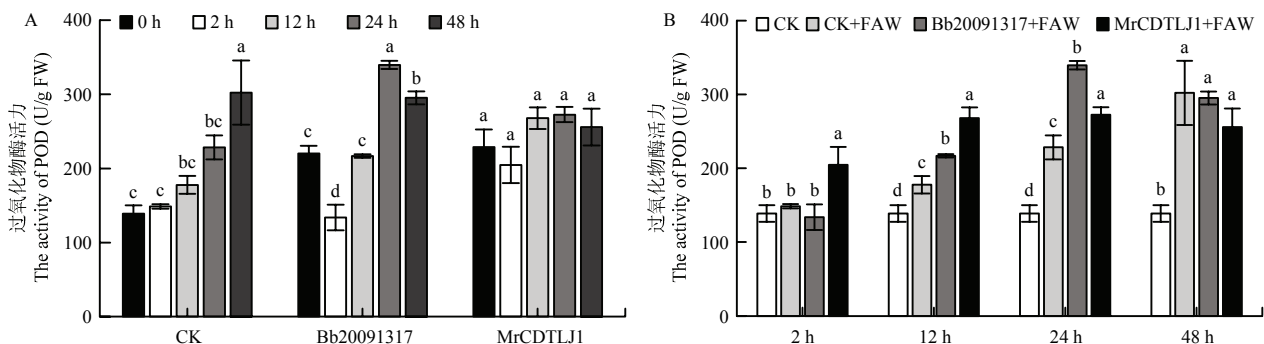 A
0 h 2 h 12 h 24 h 48 h
过氧化物酶活力
The activity of POD (U/g FW)
400
300
200
100
0
c c bc bc a
c d c a b
a a a a a
CK Bb20091317 MrCDTLJ1
B
CK CK+FAW Bb20091317+FAW MrCDTLJ1+FAW
过氧化物酶活力
The activity of POD (U/g FW)
400
300
200
100
0
b b b a
d c b a
d c b a
b a a a
2 h 12 h 24 h 48 h